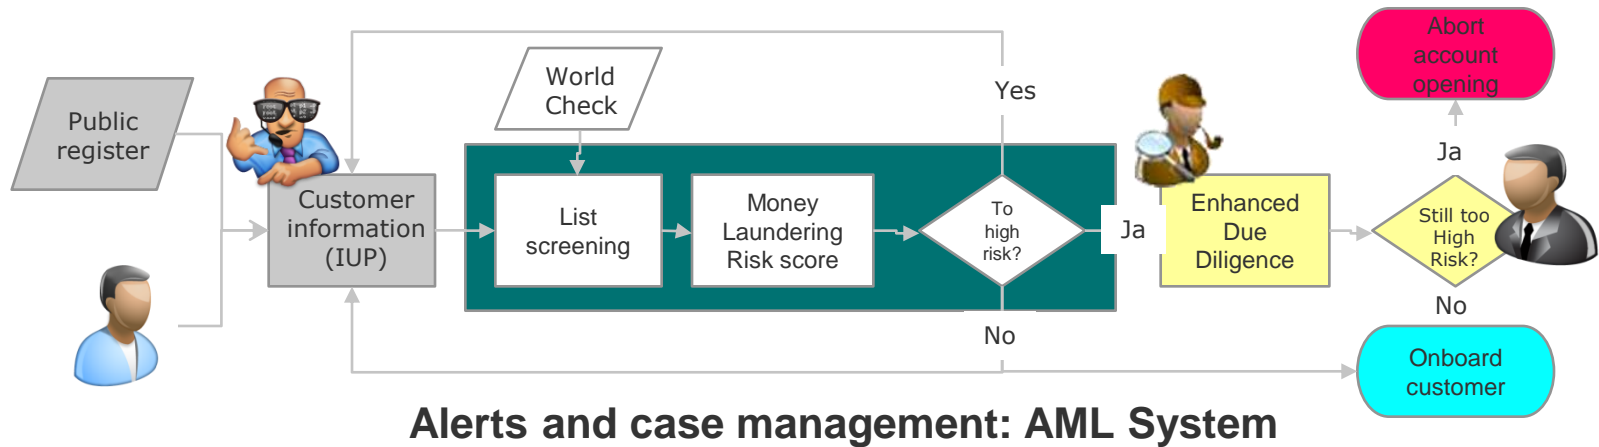 Public
register
Customer
information
(IUP)
World
Check
List
screening
Money
Laundering
Risk score
To
high
risk?
Yes
Ja
No
Enhanced
Due
Diligence
Still too
High
Risk?
Ja
Abort
account
opening
No
Onboard
customer
Alerts and case management: AML System